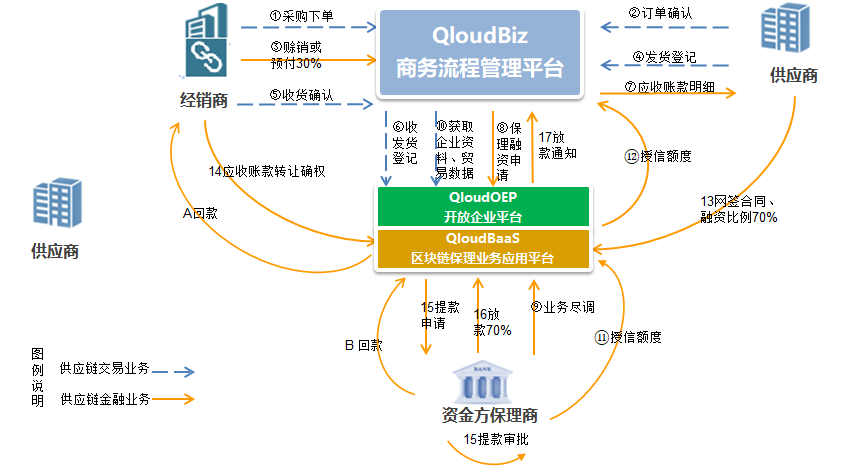 ①采购下单
③赊销或
预付30%
⑤收货确认
经销商
QloudBiz
商务流程管理平台
②订单确认
④发货登记
⑦应收账款明细
供应商
⑥收
发货
登记
⑩获取
企业资
料、贸
易数据
⑧保
理融
资申
请
17放
款通知
⑫授信额度
14应收账款转让确权
A回款
13网签合同、
融资比例70%
供应商
QloudOEP
开放企业平台
QloudBaaS
区块链保理业务应用平台
B 回款
15提款
申请
16放
款70%
⑨业务尽调
⑪授信额度
BANK
资金方保理商
15提款审批
图例说明
供应链交易业务
供应链金融业务